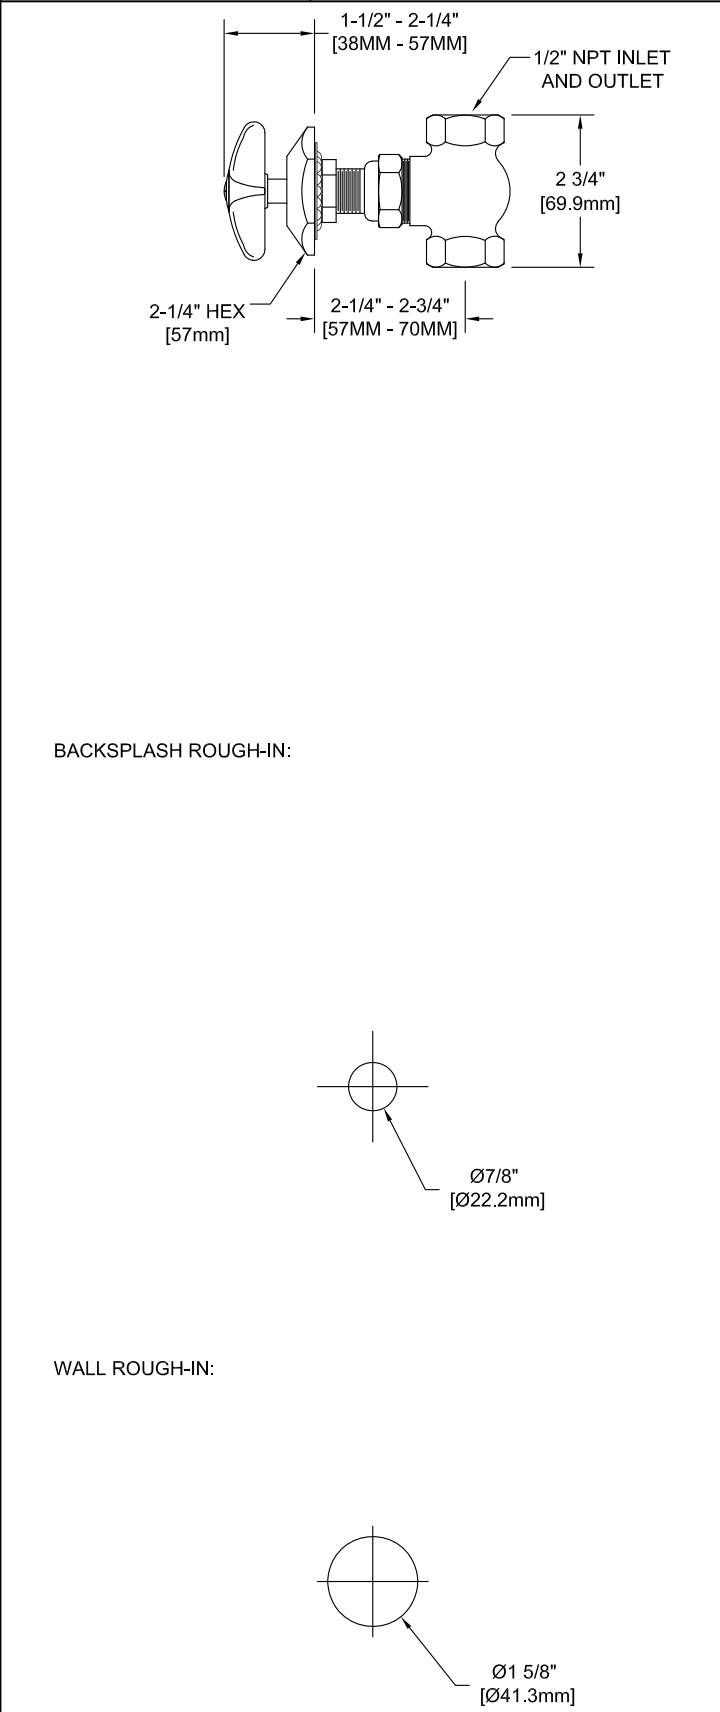 1-1/2" - 2-1/4"
[38MM - 57MM]
1/2" NPT INLET
AND OUTLET
2 3/4"
[69.9mm]
2-1/4" HEX
[57mm]
2-1/4" - 2-3/4"
[57MM - 70MM]
BACKSPLASH ROUGH-IN:
Ø7/8"
[Ø22.2mm]
WALL ROUGH-IN:
Ø1 5/8"
[Ø41.3mm]